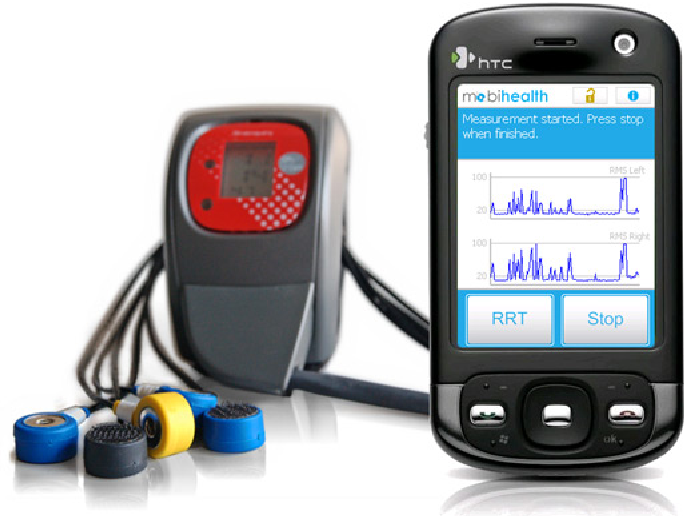 hTC
mobihealth
Measurement started. Press stop
when finished.
RMS Left
100
20
RMS Right
100
20
RRT
Stop
ok